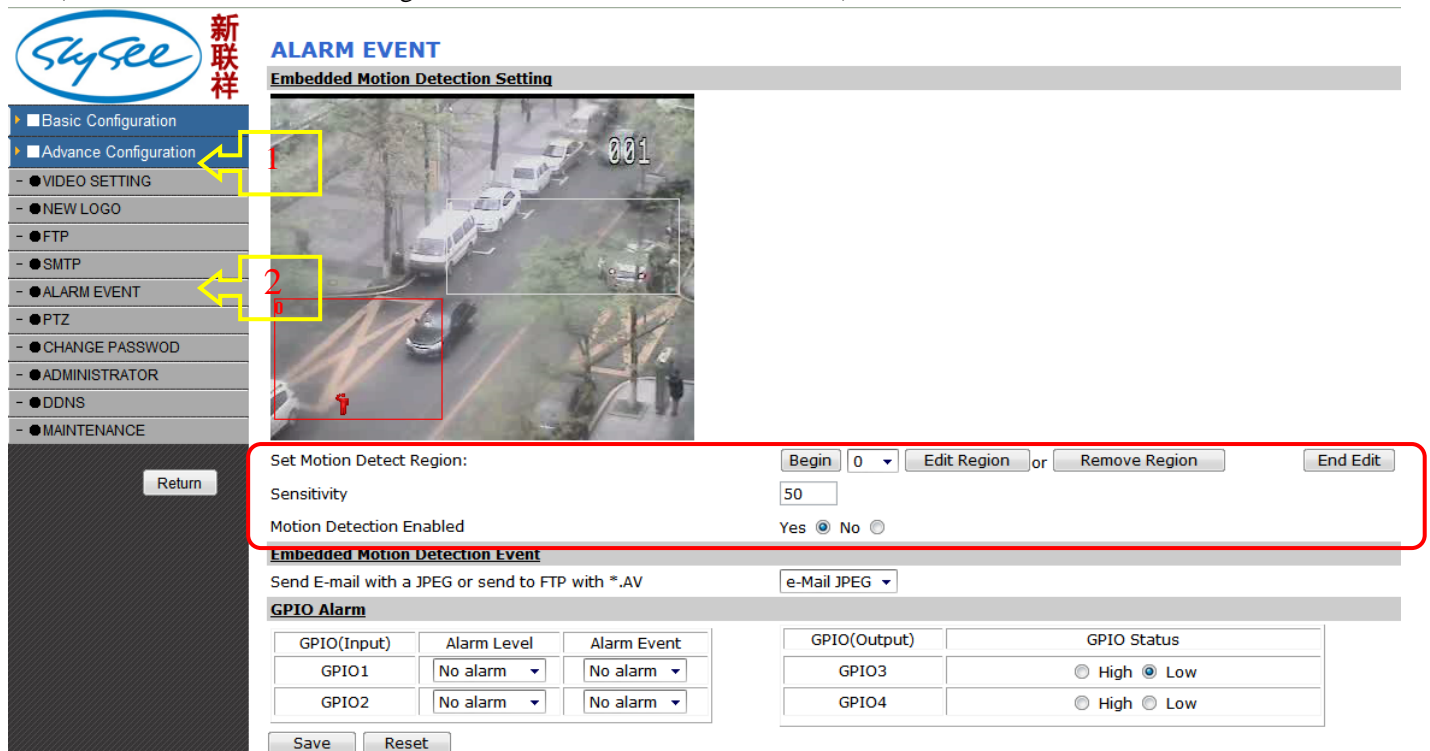 SkySee
新联祥
Basic Configuration
Advance Configuration
1
- ●VIDEO SETTING
- ●NEW LOGO
- ●FTP
- ●SMTP
- ●ALARM EVENT
2
- ●PTZ
- ●CHANGE PASSWOD
- ●ADMINISTRATOR
- ●DDNS
- ●MAINTENANCE
Return
ALARM EVENT
Embedded Motion Detection Setting
001
0
Set Motion Detect Region: Begin 0 Edit Region or Remove Region End Edit
Sensitivity 50
Motion Detection Enabled Yes No
Embedded Motion Detection Event
Send E-mail with a JPEG or send to FTP with *.AV e-Mail JPEG
GPIO Alarm
GPIO(Input) Alarm Level Alarm Event
GPIO1 No alarm No alarm
GPIO2 No alarm No alarm
GPIO(Output) GPIO Status
GPIO3 High Low
GPIO4 High Low
Save Reset